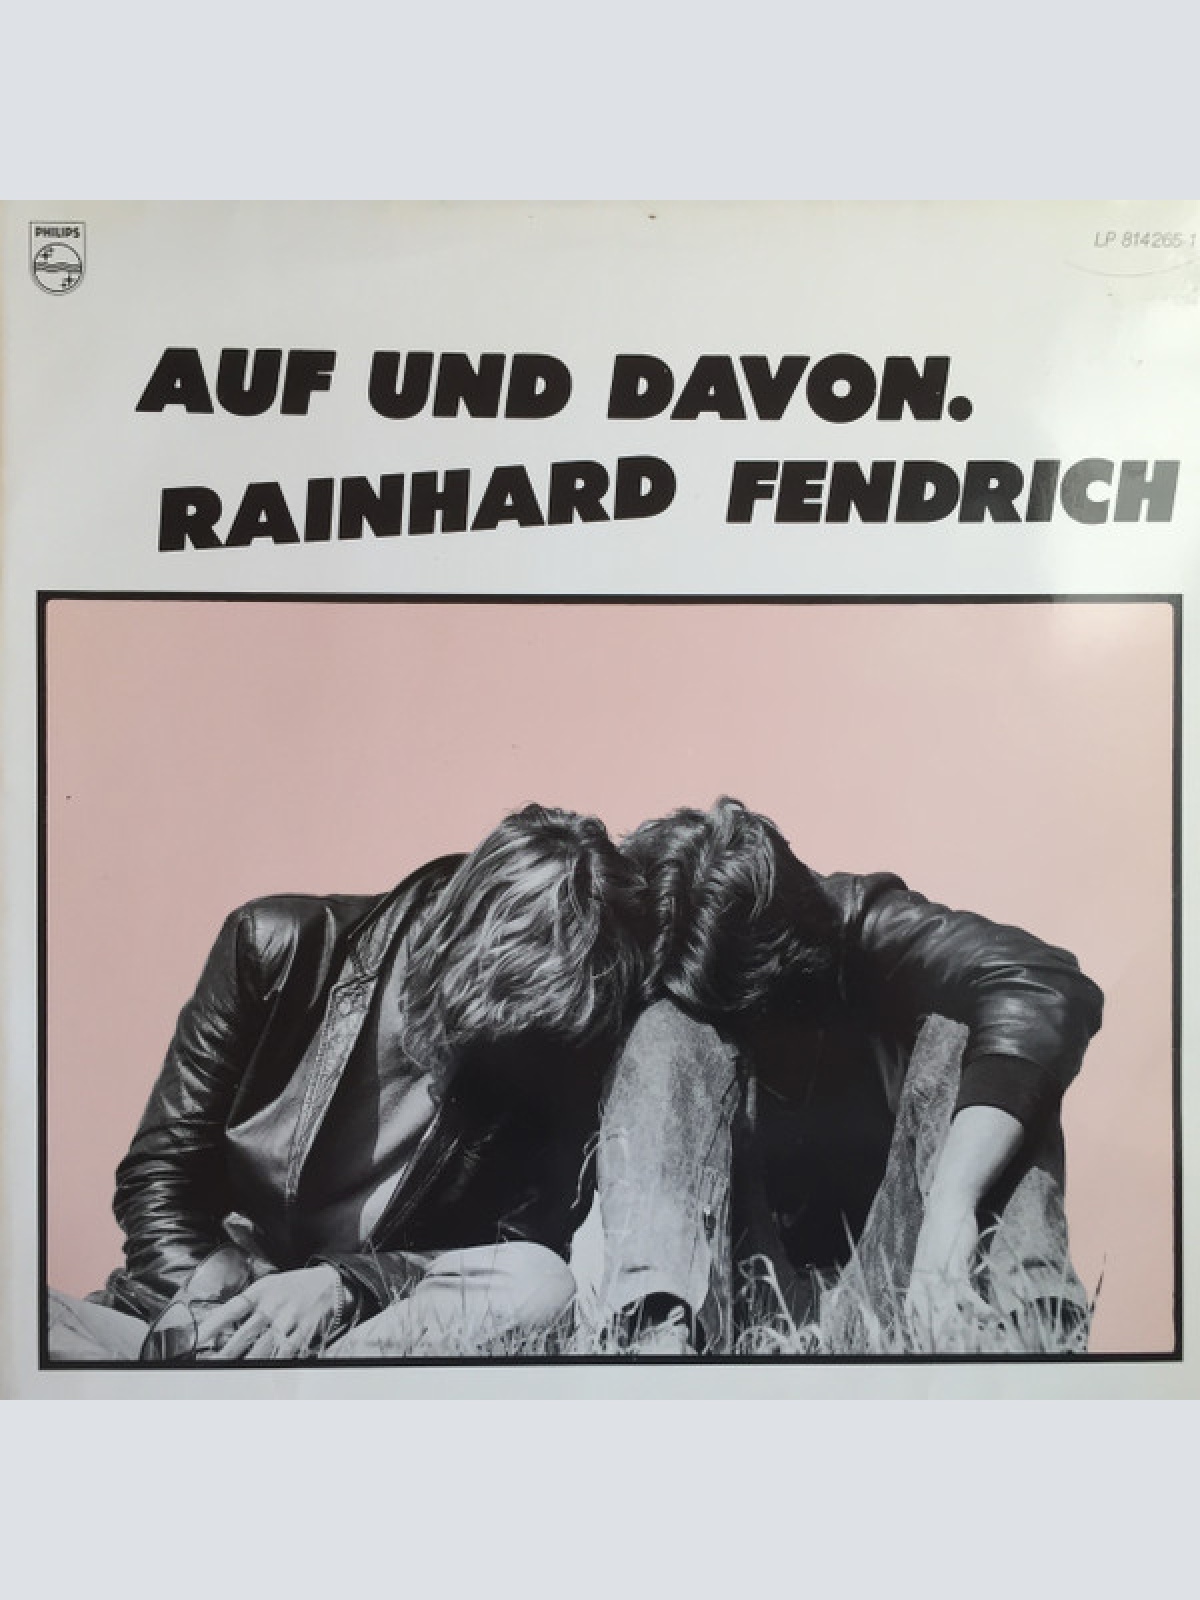 PHILIPS
LP 814265-1
AUF UND DAVON.
RAINHARD FENDRICH